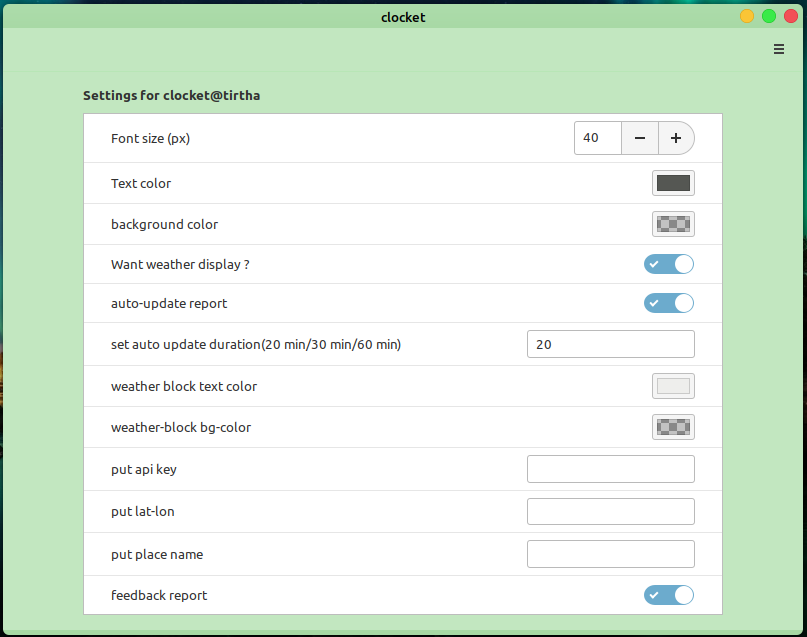 clocket
Settings for clocket@tirtha
Font size (px)
40
Text color
background color
Want weather display ?
auto-update report
set auto update duration(20 min/30 min/60 min)
20
weather block text color
weather-block bg-color
put api key
put lat-lon
put place name
feedback report